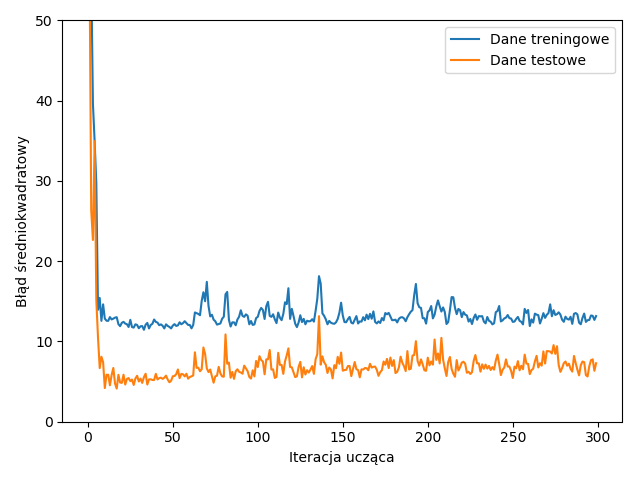 50
40
30
20
10
0
Błąd średniokwadratowy
Dane treningowe
Dane testowe
0 50 100 150 200 250 300
Iteracja ucząca